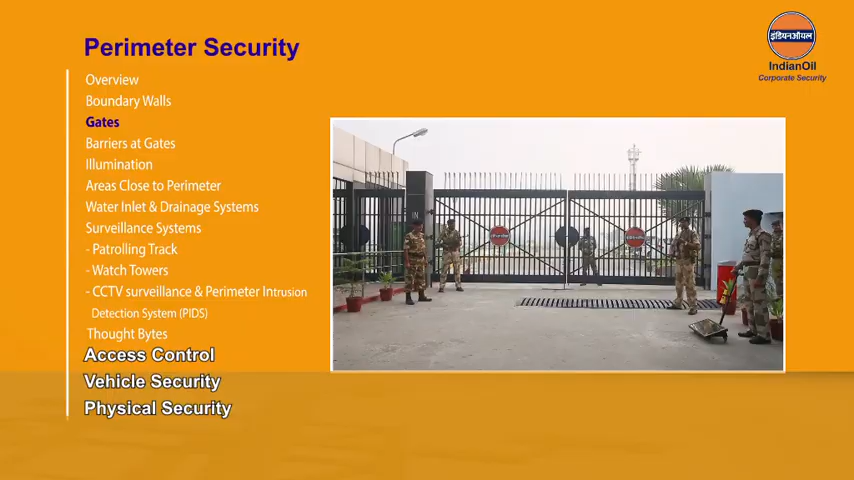 Perimeter Security
इंडियनऑयल
IndianOil
Corporate Security
Overview
Boundary Walls
Gates
Barriers at Gates
Illumination
Areas Close to Perimeter
Water Inlet & Drainage Systems
Surveillance Systems
- Patrolling Track
- Watch Towers
- CCTV surveillance & Perimeter Intrusion
Detection System (PIDS)
Thought Bytes
Access Control
Vehicle Security
Physical Security
IN